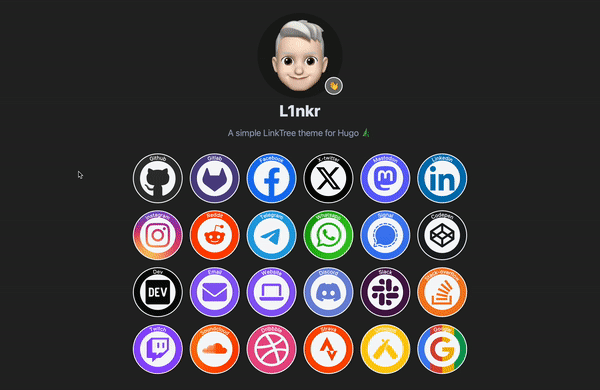 L1nkr
A simple LinkTree theme for Hugo
Github Gitlab Facebook X-twitter Mastodon Linkedin
Instagram Reddit Telegram Whatsapp Signal Codepen
Dev Email Website Discord Slack Stack-overflow
DEV
Twitch Soundcloud Dribbble Strava Google